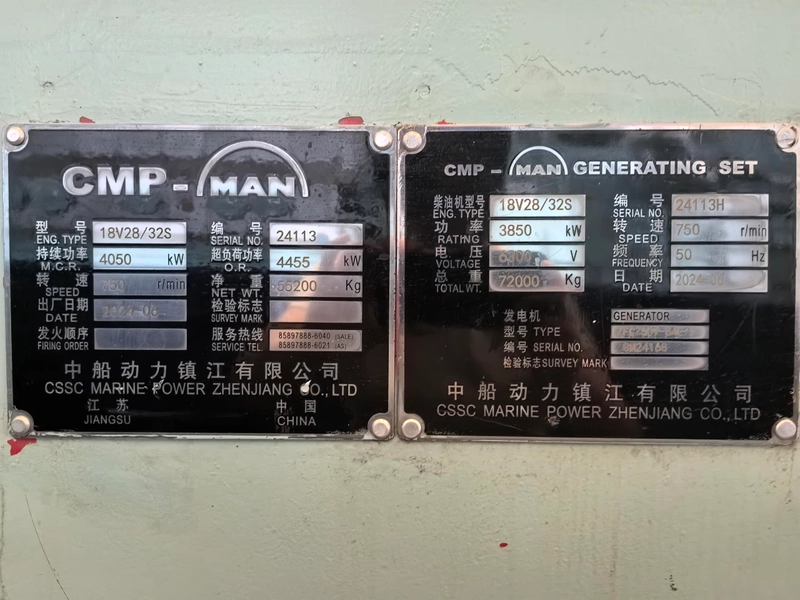 CMP - MAN
型 号 ENG. TYPE 18V28/32S 编 号 SERIAL NO. 24113
持续功率 M.C.R. 4050 kW 超负荷功率 O.R. 4455 kW
转 速 SPEED r/min 净 重 NET WT. 55200 Kg
出厂日期 DATE 检验标志 SURVEY MARK
发火顺序 FIRING ORDER 服务热线 SERVICE TEL. 85897888-6040 (SALE) 85897888-6021 (AS)
中船动力镇江有限公司
CSSC MARINE POWER ZHENJIANG CO., LTD
江 苏 JIANGSU 中 国 CHINA
CMP - MAN GENERATING SET
柴油机型号 ENG. TYPE 18V28/32S 编 号 SERIAL NO. 24113H
功 率 RATING 3850 kW 转 速 SPEED 750 r/min
电 压 VOLTAGE V 频 率 FREQUENCY 50 Hz
总 重 TOTAL WT. 72000 Kg 日 期 DATE
发电机 GENERATOR
型号 TYPE
编号 SERIAL NO.
检验标志 SURVEY MARK
中船动力镇江有限公司
CSSC MARINE POWER ZHENJIANG CO., LTD